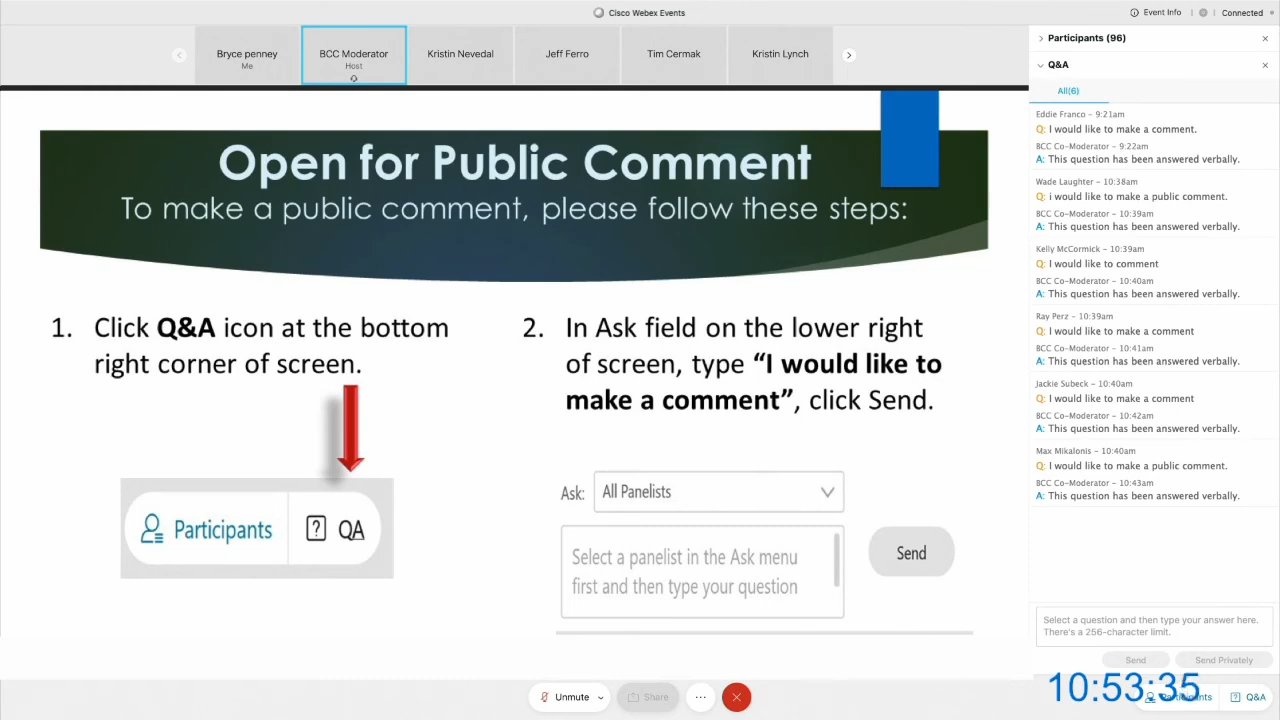 Cisco Webex Events
Event Info
Connected
Bryce penney
Me
BCC Moderator
Host
Kristin Nevedal
Jeff Ferro
Tim Cermak
Kristin Lynch
Open for Public Comment
To make a public comment, please follow these steps:
1. Click Q&A icon at the bottom
right corner of screen.
Participants
? QA
2. In Ask field on the lower right
of screen, type “I would like to
make a comment”, click Send.
Ask: All Panelists
Select a panelist in the Ask menu
first and then type your question
Send
Participants (96)
Q&A
All(6)
Eddie Franco – 9:21am
Q: I would like to make a comment.
BCC Co-Moderator – 9:22am
A: This question has been answered verbally.
Wade Laughter – 10:38am
Q: i would like to make a public comment.
BCC Co-Moderator – 10:39am
A: This question has been answered verbally.
Kelly McCormick – 10:39am
Q: I would like to comment
BCC Co-Moderator – 10:40am
A: This question has been answered verbally.
Ray Perz – 10:39am
Q: I would like to make a comment
BCC Co-Moderator – 10:41am
A: This question has been answered verbally.
Jackie Subeck – 10:40am
Q: I would like to make a comment
BCC Co-Moderator – 10:42am
A: This question has been answered verbally.
Max Mikalonis – 10:40am
Q: I would like to make a public comment.
BCC Co-Moderator – 10:43am
A: This question has been answered verbally.
Select a question and then type your answer here.
There's a 256-character limit.
Send
Send Privately
Unmute
Share
10:53:35
Participants
Q&A